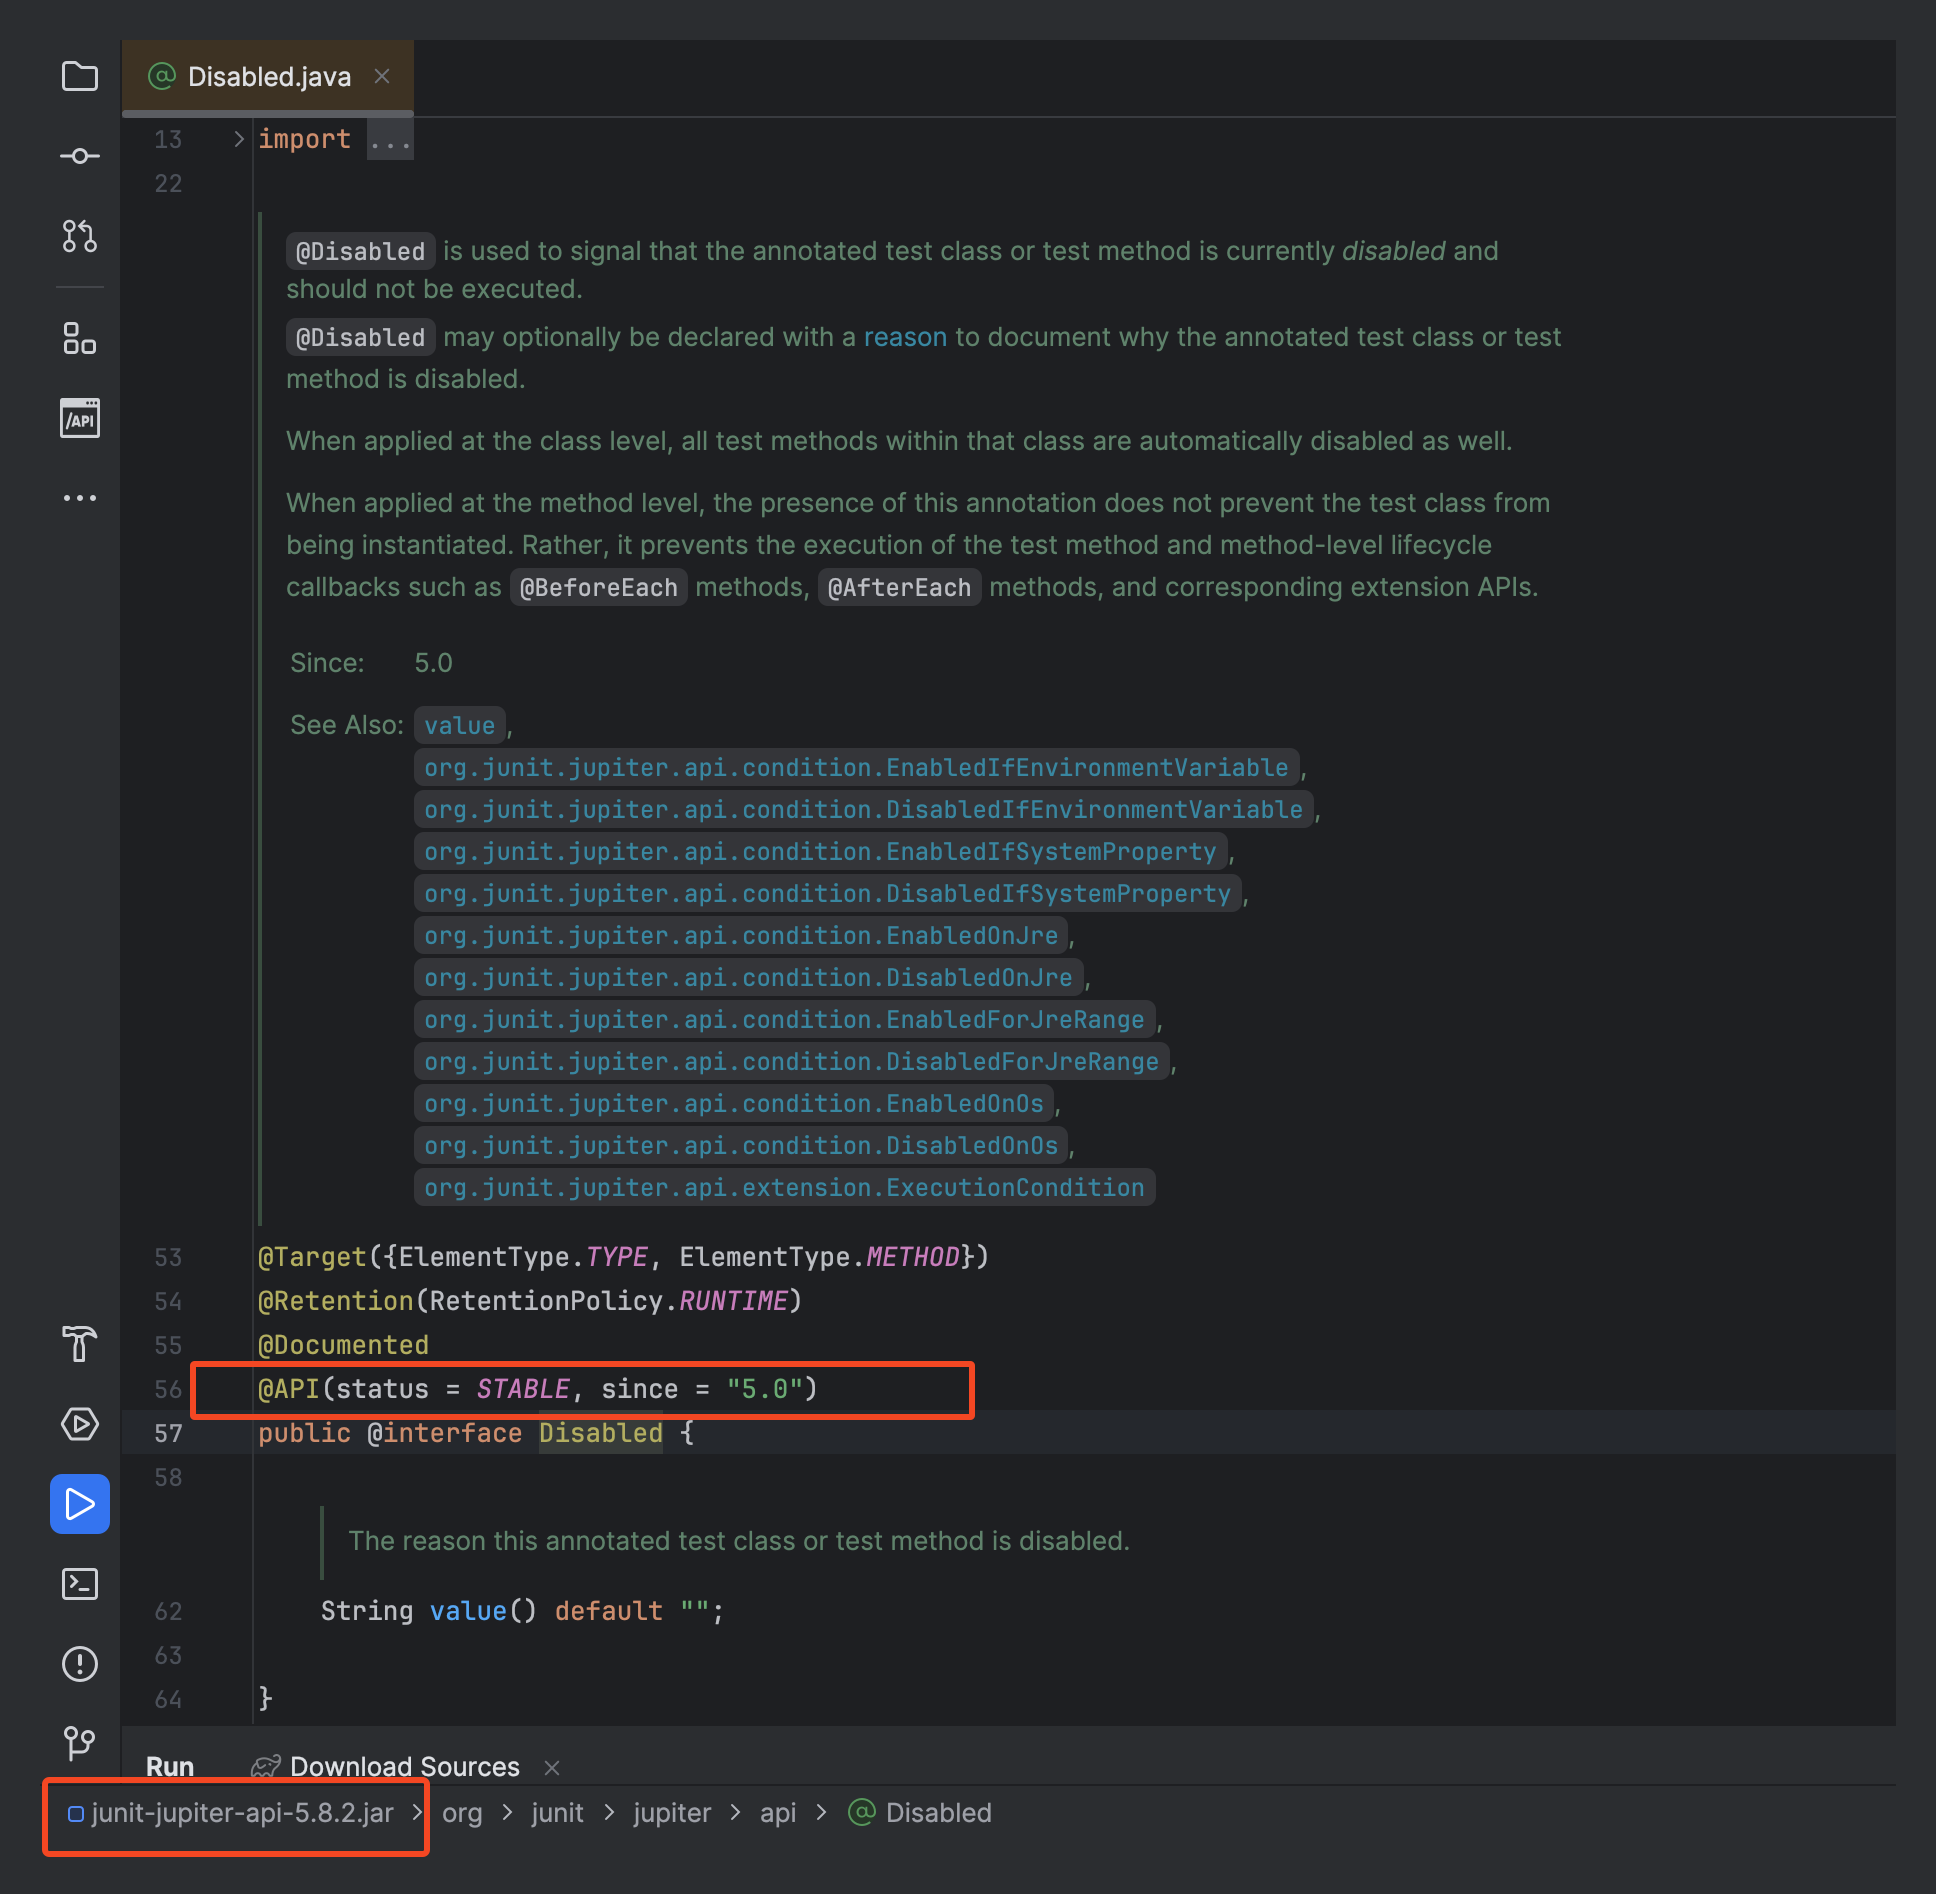 Disabled.java
13 import ...
22
@Disabled is used to signal that the annotated test class or test method is currently disabled and
should not be executed.
@Disabled may optionally be declared with a reason to document why the annotated test class or test
method is disabled.
/API
When applied at the class level, all test methods within that class are automatically disabled as well.
When applied at the method level, the presence of this annotation does not prevent the test class from
being instantiated. Rather, it prevents the execution of the test method and method-level lifecycle
callbacks such as @BeforeEach methods, @AfterEach methods, and corresponding extension APIs.
Since: 5.0
See Also: value,
org.junit.jupiter.api.condition.EnabledIfEnvironmentVariable,
org.junit.jupiter.api.condition.DisabledIfEnvironmentVariable,
org.junit.jupiter.api.condition.EnabledIfSystemProperty,
org.junit.jupiter.api.condition.DisabledIfSystemProperty,
org.junit.jupiter.api.condition.EnabledOnJre,
org.junit.jupiter.api.condition.DisabledOnJre,
org.junit.jupiter.api.condition.EnabledForJreRange,
org.junit.jupiter.api.condition.DisabledForJreRange,
org.junit.jupiter.api.condition.EnabledOnOs,
org.junit.jupiter.api.condition.DisabledOnOs,
org.junit.jupiter.api.extension.ExecutionCondition
53 @Target({ElementType.TYPE, ElementType.METHOD})
54 @Retention(RetentionPolicy.RUNTIME)
55 @Documented
56 @API(status = STABLE, since = "5.0")
57 public @interface Disabled {
58
The reason this annotated test class or test method is disabled.
62 String value() default "";
63
64 }
Run Download Sources
junit-jupiter-api-5.8.2.jar > org > junit > jupiter > api > Disabled